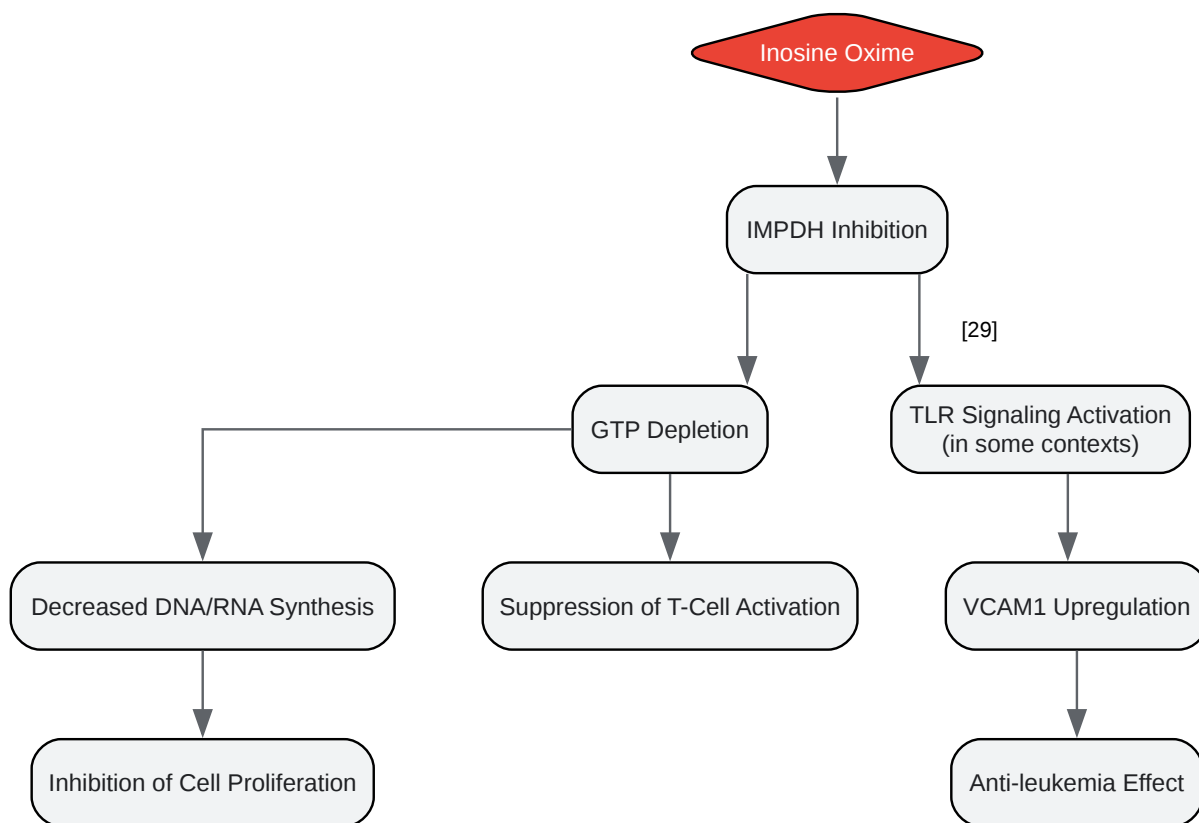 Inosine Oxime
IMPDH Inhibition
[29]
GTP Depletion
TLR Signaling Activation
(in some contexts)
Decreased DNA/RNA Synthesis
Suppression of T-Cell Activation
VCAM1 Upregulation
Inhibition of Cell Proliferation
Anti-leukemia Effect